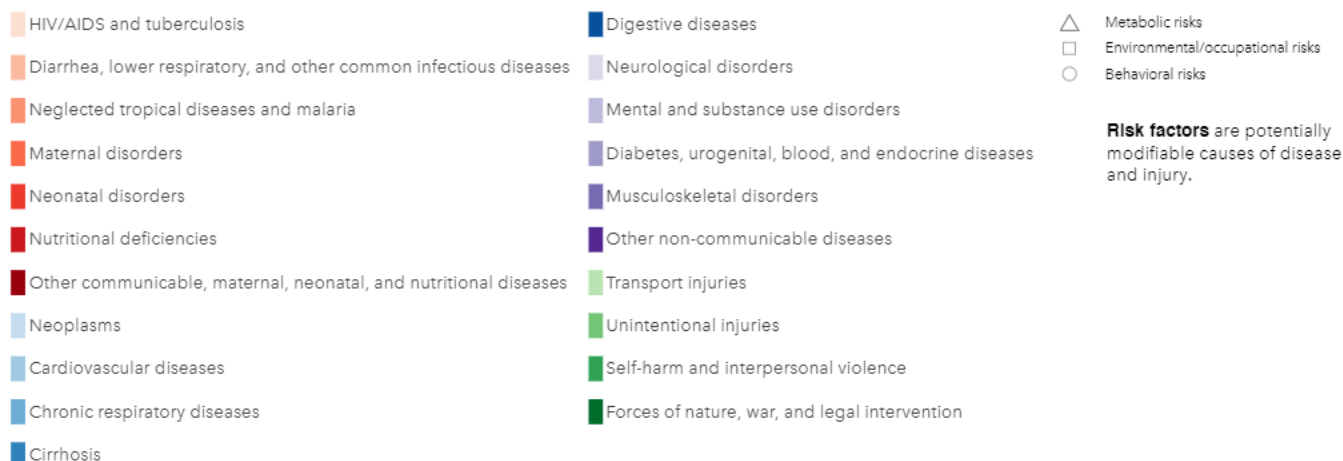 HIV/AIDS and tuberculosis
Diarrhea, lower respiratory, and other common infectious diseases
Neglected tropical diseases and malaria
Maternal disorders
Neonatal disorders
Nutritional deficiencies
Other communicable, maternal, neonatal, and nutritional diseases
Neoplasms
Cardiovascular diseases
Chronic respiratory diseases
Cirrhosis
Digestive diseases
Neurological disorders
Mental and substance use disorders
Diabetes, urogenital, blood, and endocrine diseases
Musculoskeletal disorders
Other non-communicable diseases
Transport injuries
Unintentional injuries
Self-harm and interpersonal violence
Forces of nature, war, and legal intervention
Metabolic risks
Environmental/occupational risks
Behavioral risks
Risk factors are potentially
modifiable causes of disease
and injury.